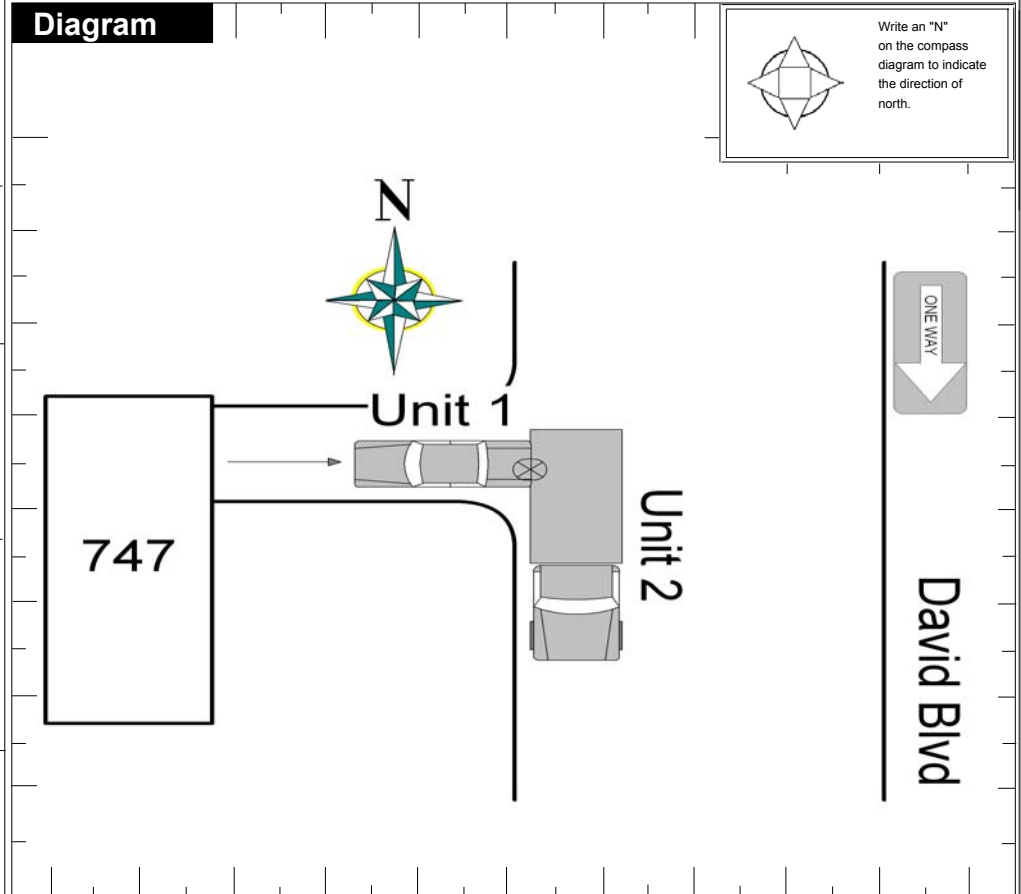 Diagram
Write an "N"
on the compass
diagram to indicate
the direction of
north.
N
ONE WAY
Unit 1
Unit 2
747
David Blvd